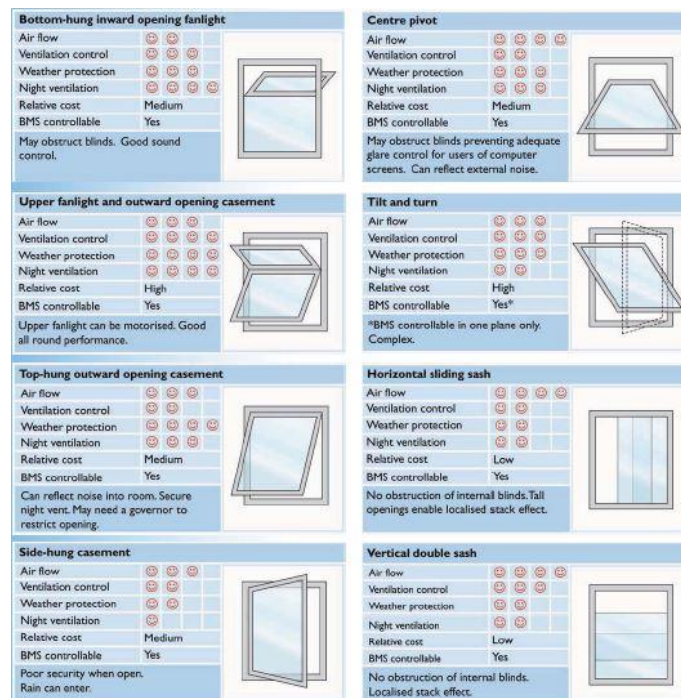 Bottom-hung inward opening fanlight
Air flow
Ventilation control
Weather protection
Night ventilation
Relative cost Medium
BMS controllable Yes
May obstruct blinds. Good sound
control.
Centre pivot
Air flow
Ventilation control
Weather protection
Night ventilation
Relative cost Medium
BMS controllable Yes
May obstruct blinds preventing adequate
glare control for users of computer
screens. Can reflect external noise.
Upper fanlight and outward opening casement
Air flow
Ventilation control
Weather protection
Night ventilation
Relative cost High
BMS controllable Yes
Upper fanlight can be motorised. Good
all round performance.
Tilt and turn
Air flow
Ventilation control
Weather protection
Night ventilation
Relative cost High
BMS controllable Yes*
*BMS controllable in one plane only.
Complex.
Top-hung outward opening casement
Air flow
Ventilation control
Weather protection
Night ventilation
Relative cost Medium
BMS controllable Yes
Can reflect noise into room. Secure
night vent. May need a governor to
restrict opening.
Horizontal sliding sash
Air flow
Ventilation control
Weather protection
Night ventilation
Relative cost Low
BMS controllable Yes
No obstruction of internall blinds. Tall
openings enable localised stack effect.
Side-hung casement
Air flow
Ventilation control
Weather protection
Night ventilation
Relative cost Medium
BMS controllable Yes
Poor security when open.
Rain can enter.
Vertical double sash
Air flow
Ventilation control
Weather protection
Night ventilation
Relative cost Low
BMS controllable Yes
No obstruction of internal blinds.
Localised stack effect.